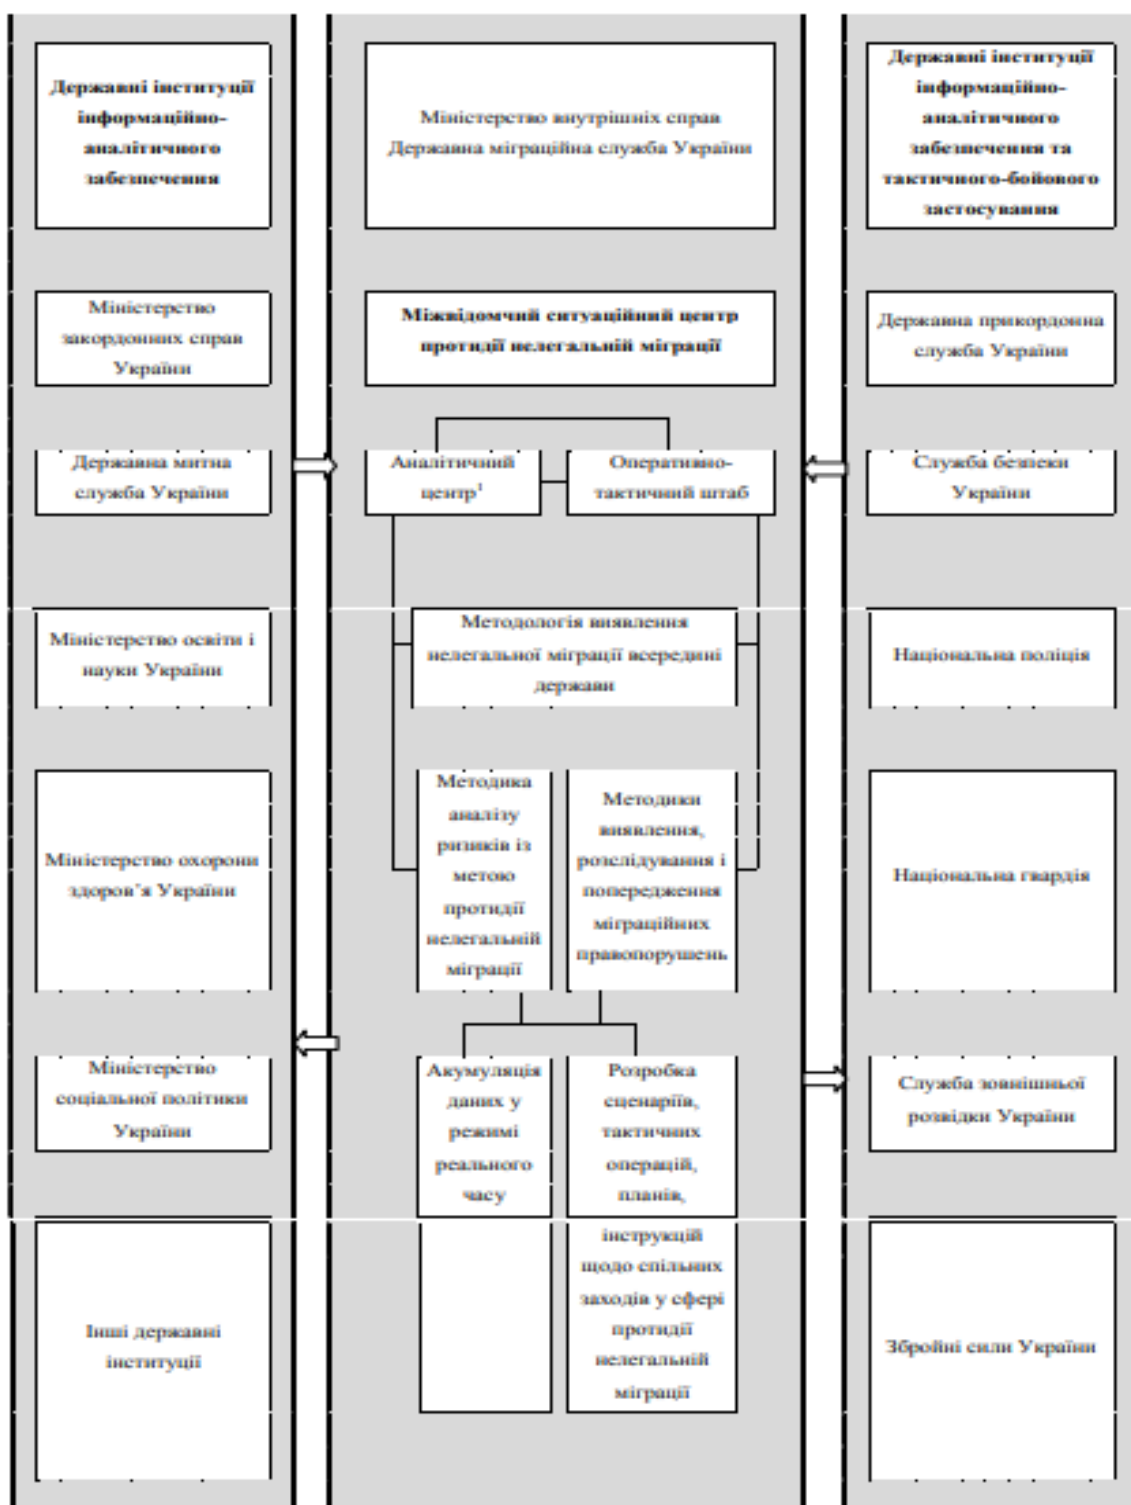 Державні інституції
інформаційно-
аналітичного
забезпечення
Міністерство
закордонних справ
України
Державна митна
служба України
Міністерство освіти і
науки України
Міністерство охорони
здоров’я України
Міністерство
соціальної політики
України
Інші державні
інституції
Міністерство внутрішніх справ
Державна міграційна служба України
Міжвідомчий ситуаційний центр
протидії нелегальній міграції
Аналітичний
центр¹
Оперативно-
тактичний штаб
Методологія виявлення
нелегальної міграції всередині
держави
Методика
аналізу
ризиків із
метою
протидії
нелегальній
міграції
Методики
виявлення,
розслідування і
попередження
міграційних
правопорушень
Акумуляція
даних у
режимі
реального
часу
Розробка
сценаріїв,
тактичних
операцій,
планів,
інструкцій
щодо спільних
заходів у сфері
протидії
нелегальній
міграції
Державні інституції
інформаційно-
аналітичного
забезпечення та
тактичного-бойового
застосування
Державна прикордонна
служба України
Служба безпеки
України
Національна поліція
Національна гвардія
Служба зовнішньої
розвідки України
Збройні сили України